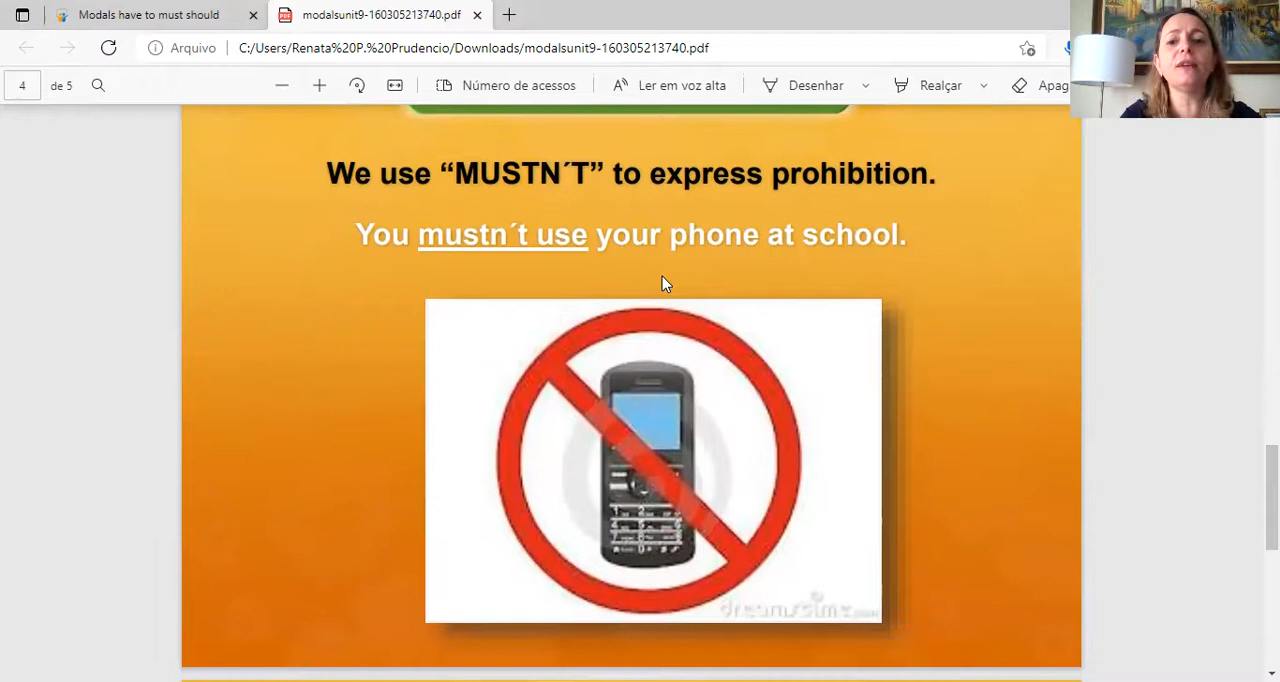 Modals have to must should
modalsunit9-160305213740.pdf
Arquivo
C:/Users/Renata%20P.%20Prudencio/Downloads/modalsunit9-160305213740.pdf
4 de 5
Número de acessos
Ler em voz alta
Desenhar
Realçar
Apag
We use “MUSTN´T” to express prohibition.
You mustn´t use your phone at school.
dreamstime.com